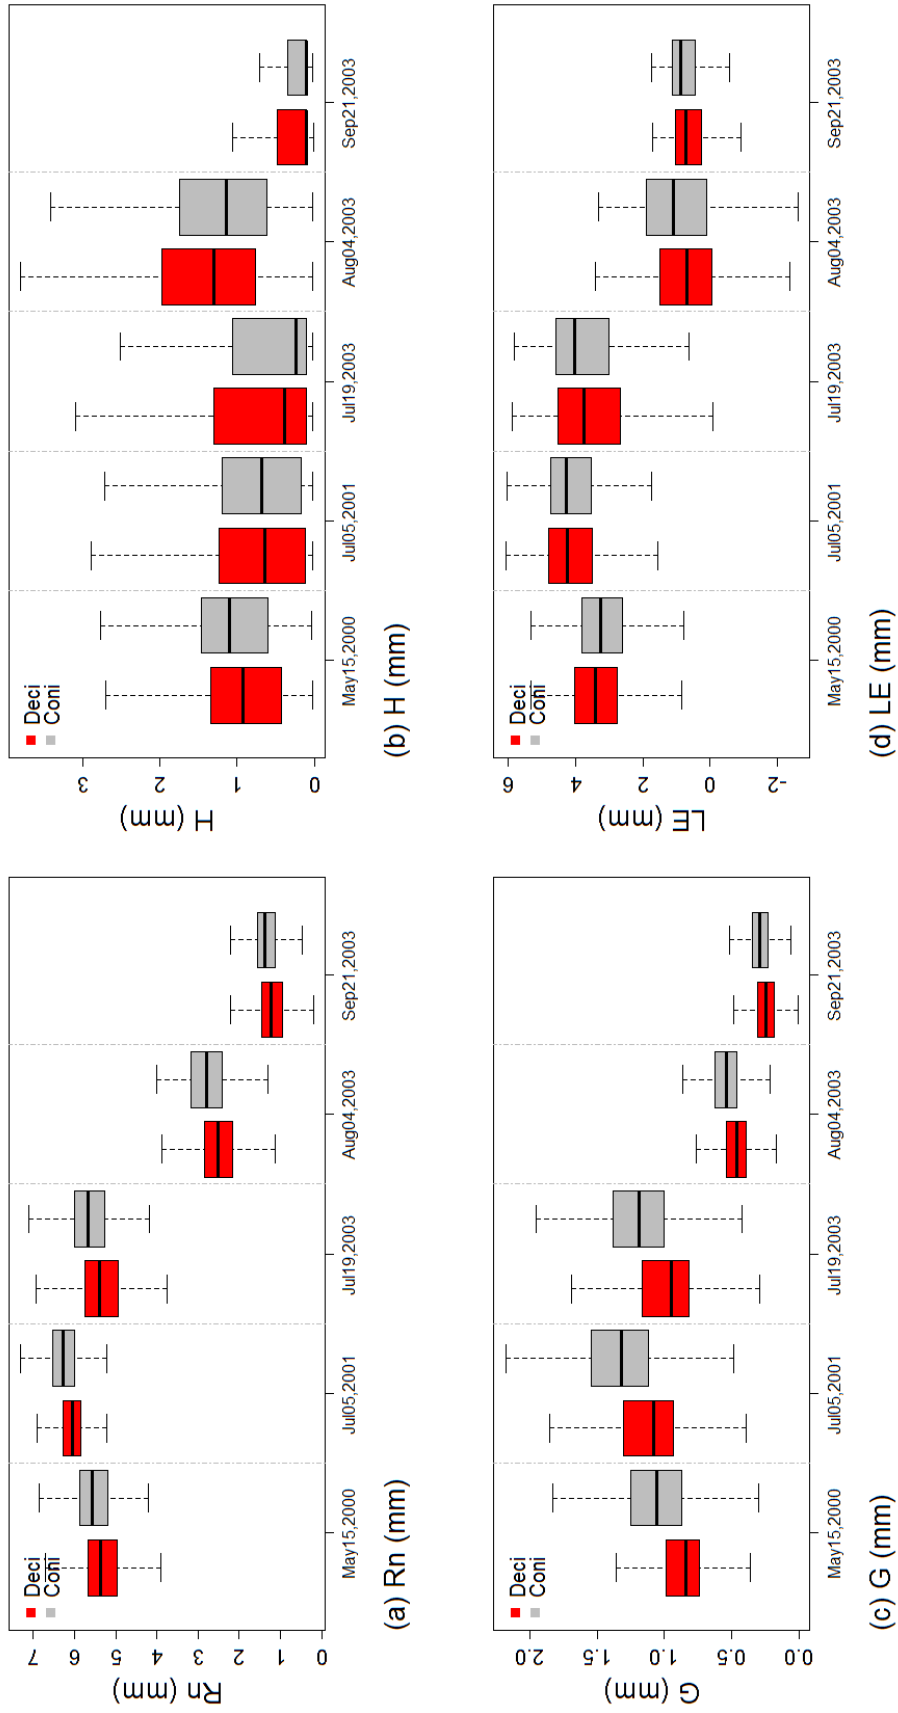 Rn (mm)
7
6
5
4
3
2
1
0
Deci
Coni
May15,2000
Jul05,2001
Jul19,2003
Aug04,2003
Sep21,2003
(a) Rn (mm)
H (mm)
3
2
1
0
Deci
Coni
May15,2000
Jul05,2001
Jul19,2003
Aug04,2003
Sep21,2003
(b) H (mm)
G (mm)
2.0
1.5
1.0
0.5
0.0
Deci
Coni
May15,2000
Jul05,2001
Jul19,2003
Aug04,2003
Sep21,2003
(c) G (mm)
LE (mm)
6
4
2
0
-2
Deci
Coni
May15,2000
Jul05,2001
Jul19,2003
Aug04,2003
Sep21,2003
(d) LE (mm)